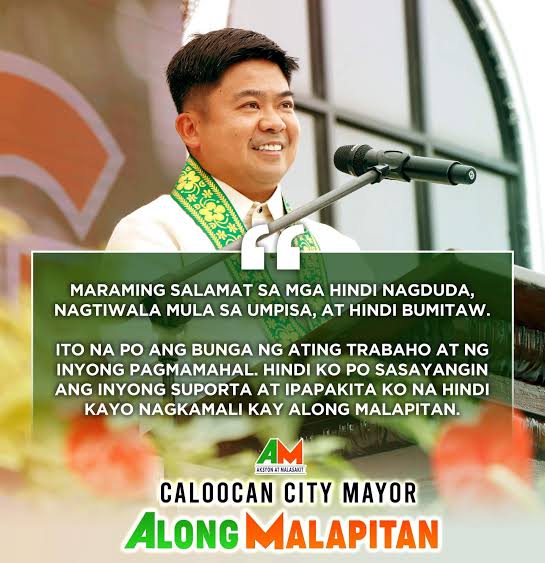 “
MARAMING SALAMAT SA MGA HINDI NAGDUDA,
NAGTIWALA MULA SA UMPISA, AT HINDI BUMITAW.
ITO NA PO ANG BUNGA NG ATING TRABAHO AT NG
INYONG PAGMAMAHAL. HINDI KO PO SASAYANGIN
ANG INYONG SUPORTA AT IPAPAKITA KO NA HINDI
KAYO NAGKAMALI KAY ALONG MALAPITAN.
AM
AKSYON AT MALASAKIT
CALOOCAN CITY MAYOR
ALONG MALAPITAN